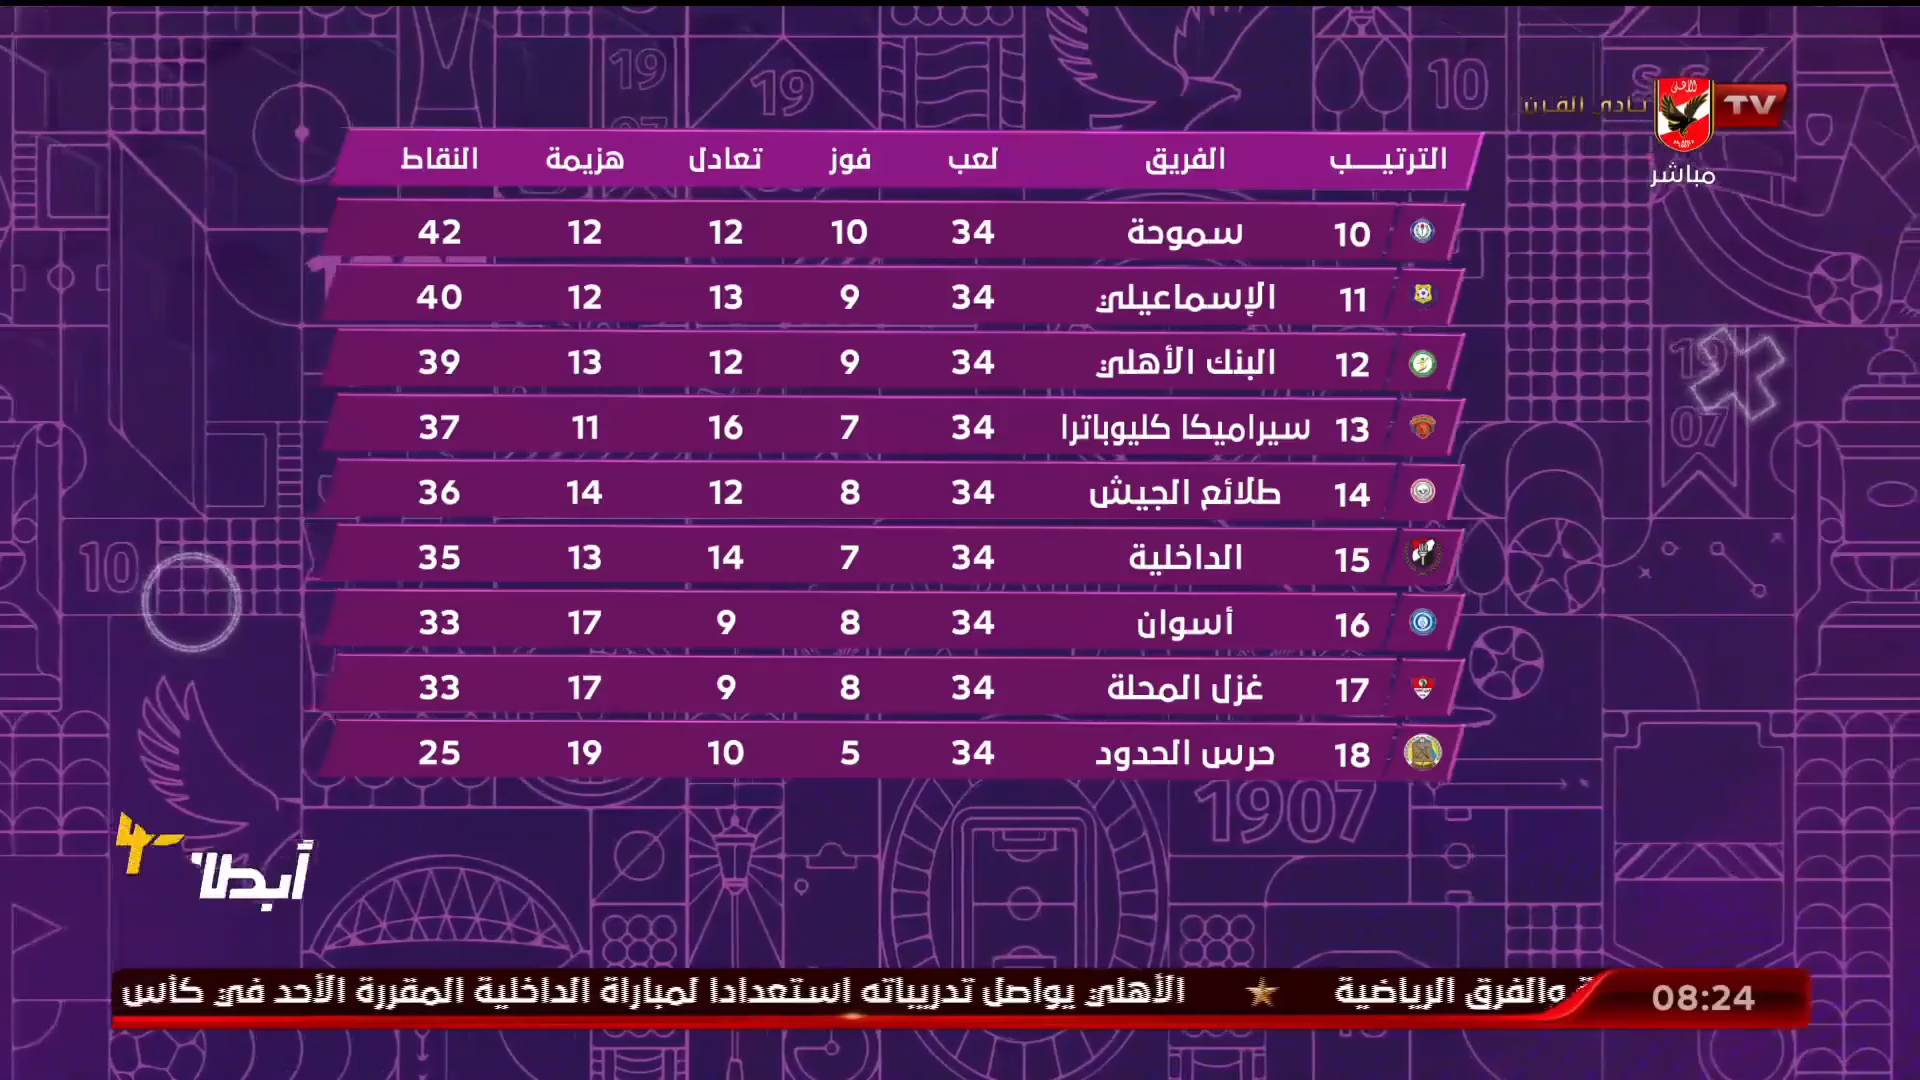 نادي القرن TV
مباشر
الترتيـــب الفريق لعب فوز تعادل هزيمة النقاط
10 سموحة 34 10 12 12 42
11 الإسماعيلي 34 9 13 12 40
12 البنك الأهلي 34 9 12 13 39
13 سيراميكا كليوباترا 34 7 16 11 37
14 طلائع الجيش 34 8 12 14 36
15 الداخلية 34 7 14 13 35
16 أسوان 34 8 9 17 33
17 غزل المحلة 34 8 9 17 33
18 حرس الحدود 34 5 10 19 25
1907
أبطال
08:24
والفرق الرياضية ★ الأهلي يواصل تدريباته استعدادا لمباراة الداخلية المقررة الأحد في كأس